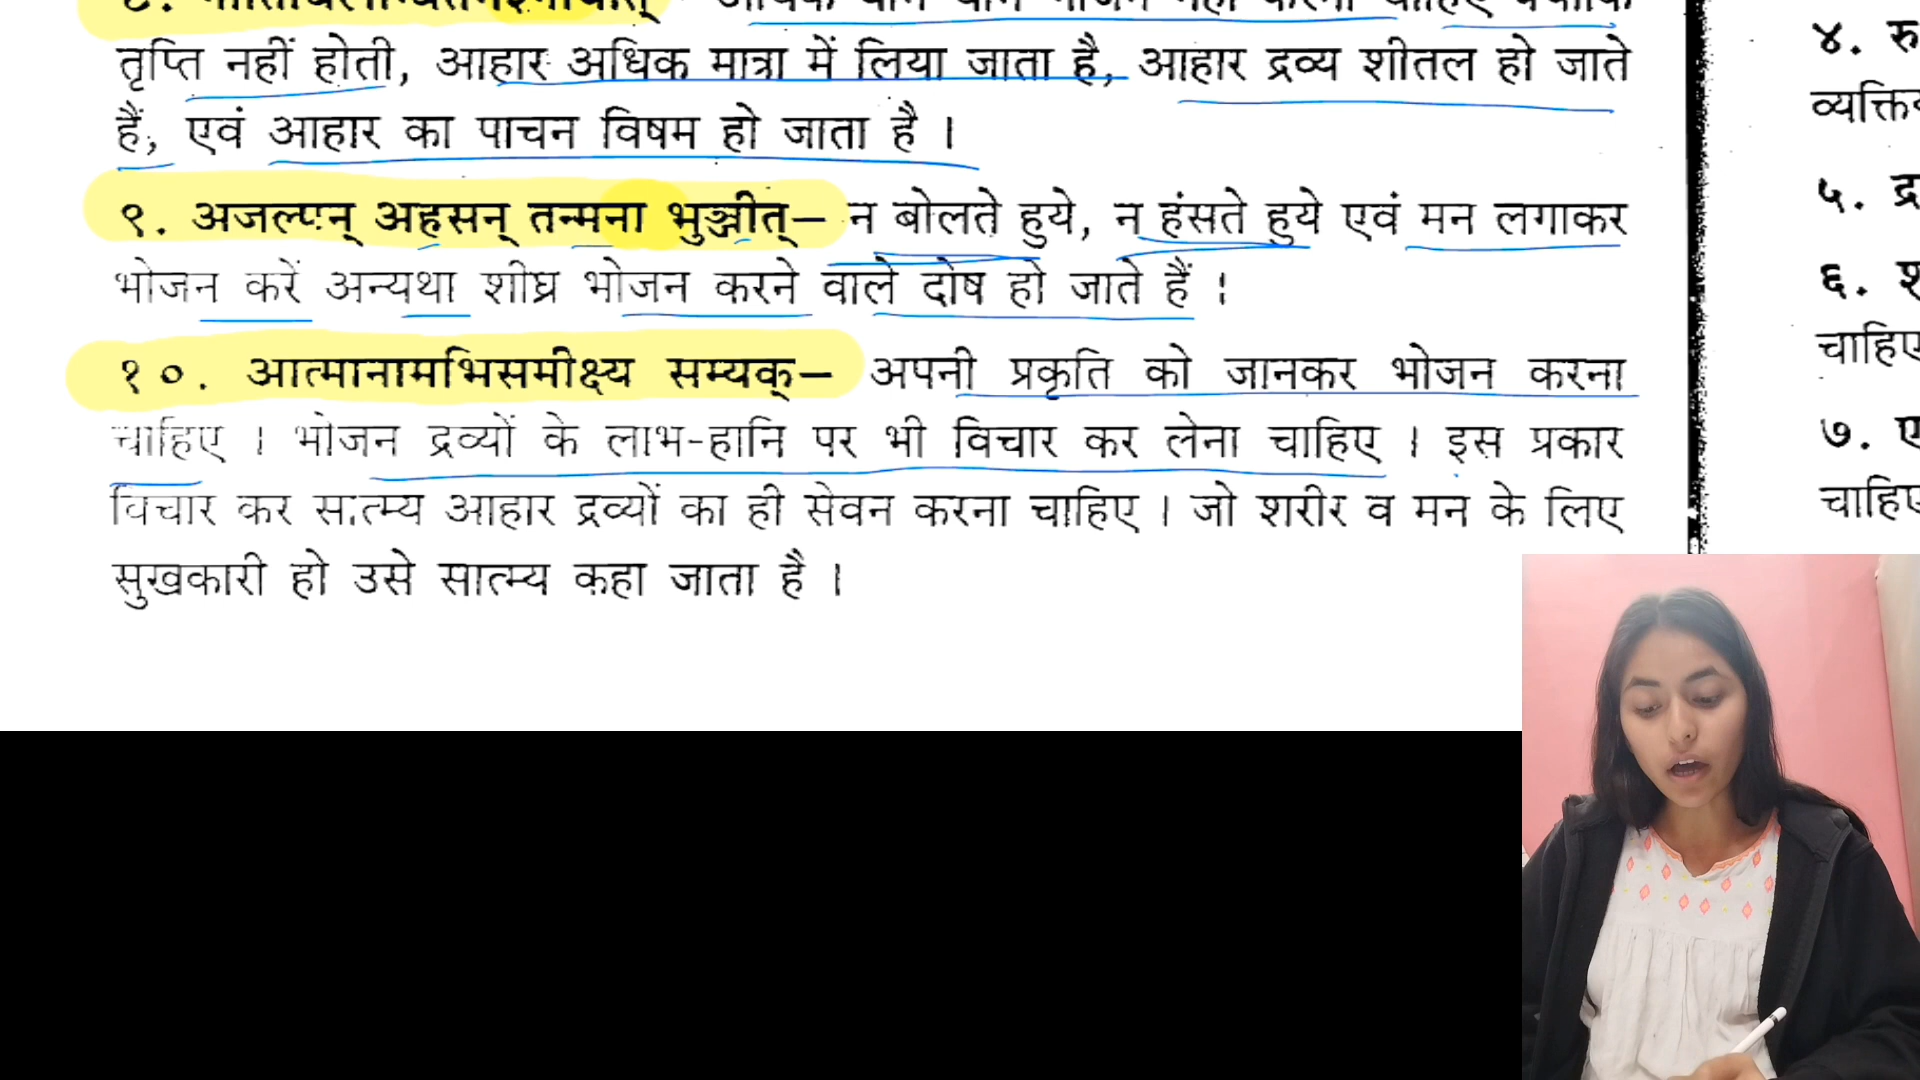 तृप्ति नहीं होती, आहार अधिक मात्रा में लिया जाता है, आहार द्रव्य शीतल हो जाते
हैं, एवं आहार का पाचन विषम हो जाता है ।
९. अजल्पन् अहसन् तन्मना भुञ्जीत्– न बोलते हुये, न हंसते हुये एवं मन लगाकर
भोजन करें अन्यथा शीघ्र भोजन करने वाले दोष हो जाते हैं ।
१०. आत्मानामभिसमीक्ष्य सम्यक्– अपनी प्रकृति को जानकर भोजन करना
चाहिए । भोजन द्रव्यों के लाभ-हानि पर भी विचार कर लेना चाहिए । इस प्रकार
विचार कर सात्म्य आहार द्रव्यों का ही सेवन करना चाहिए । जो शरीर व मन के लिए
सुखकारी हो उसे सात्म्य कहा जाता है ।
४. रु
व्यक्ति
५. द्र
६. श
चाहिए
७. ए
चाहिए